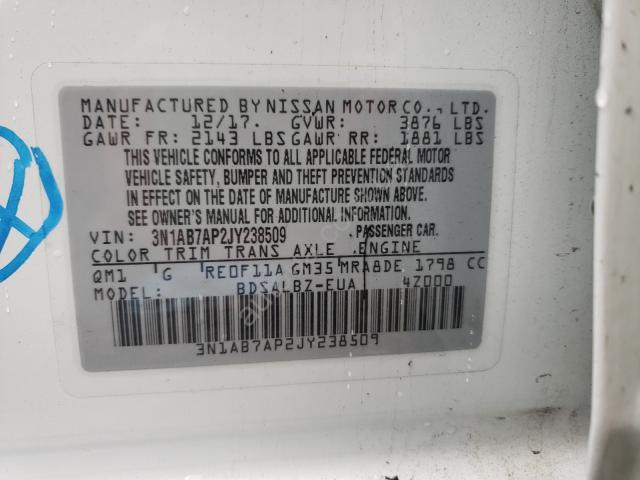 MANUFACTURED BY NISSAN MOTOR CO., LTD.
DATE: 12/17. GVWR: 3876 LBS
GAWR FR: 2143 LBS GAWR RR: 1881 LBS
THIS VEHICLE CONFORMS TO ALL APPLICABLE FEDERAL MOTOR
VEHICLE SAFETY, BUMPER AND THEFT PREVENTION STANDARDS
IN EFFECT ON THE DATE OF MANUFACTURE SHOWN ABOVE.
SEE OWNER'S MANUAL FOR ADDITIONAL INFORMATION.
VIN: 3N1AB7AP2JY238509 . PASSENGER CAR.
COLOR TRIM TRANS AXLE . ENGINE
QM1 'G RE0F11A GM35 MRA8DE 1798 CC
MODEL: BDSALBZ-EUA 4Z000
3N1AB7AP2JY238509